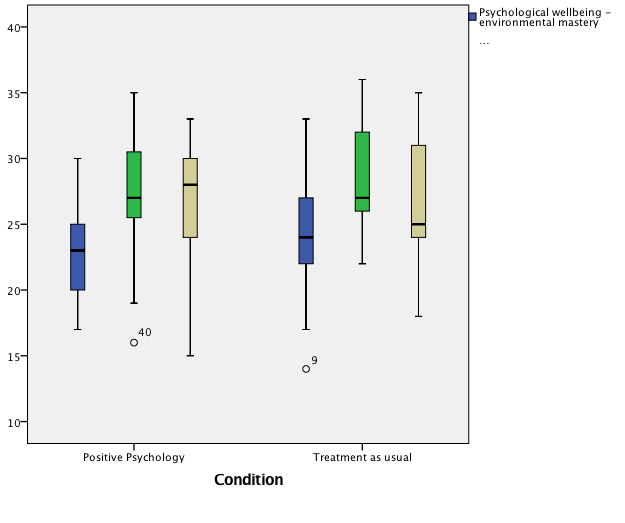 Psychological wellbeing -
environmental mastery
...
40
35
30
25
20
15
10
40
9
Positive Psychology
Treatment as usual
Condition